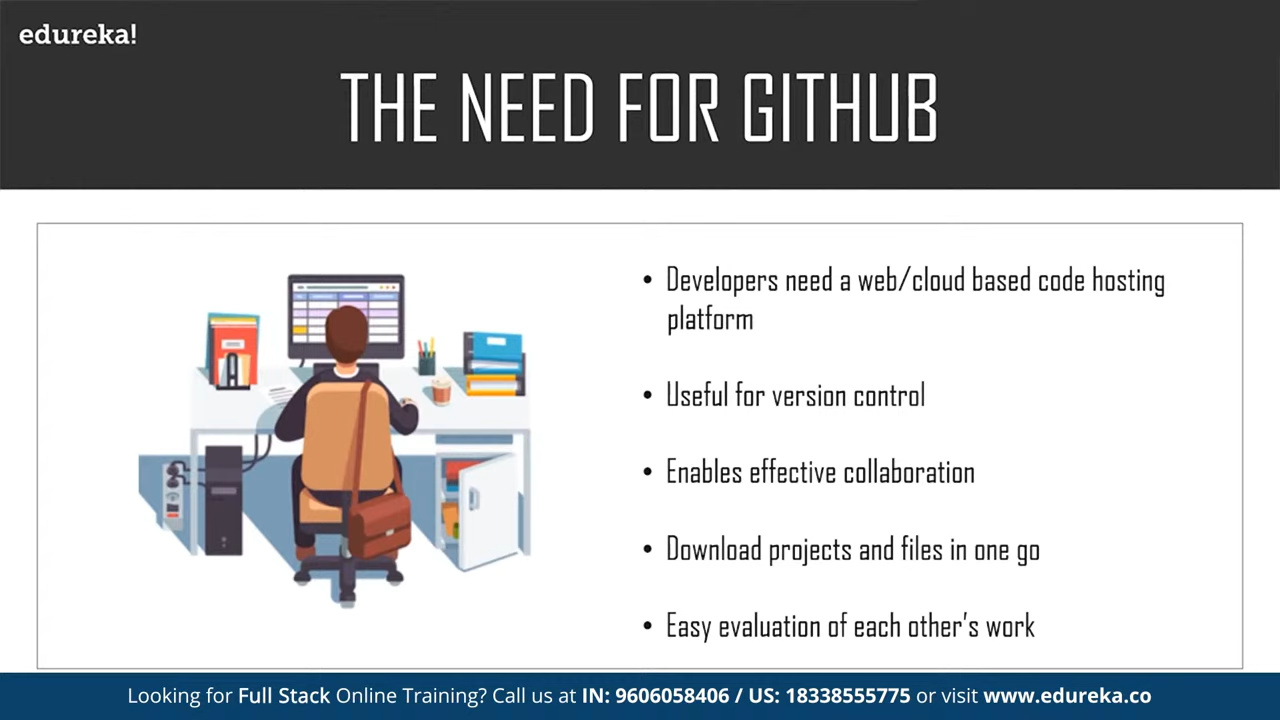 edureka!
THE NEED FOR GITHUB
• Developers need a web/cloud based code hosting
platform
• Useful for version control
• Enables effective collaboration
• Download projects and files in one go
• Easy evaluation of each other's work
Looking for Full Stack Online Training? Call us at IN: 9606058406 / US: 18338555775 or visit www.edureka.co